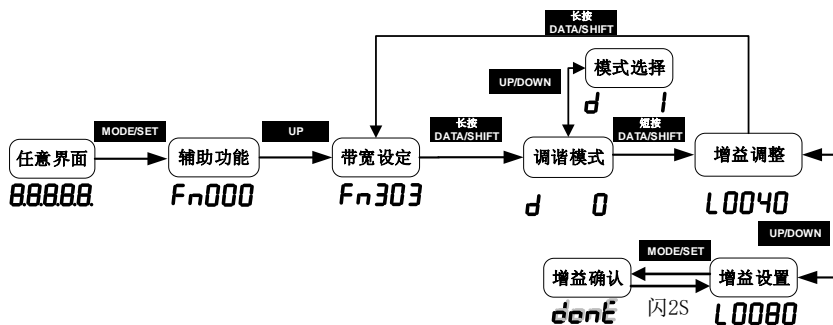 长按
DATA/SHIFT
模式选择
UP/DOWN
d 1
MODE/SET
UP
长按
DATA/SHIFT
短按
DATA/SHIFT
任意界面
辅助功能
带宽设定
调谐模式
增益调整
8.8.8.8.8.
Fn000
Fn303
d 0
L0040
UP/DOWN
MODE/SET
增益确认
增益设置
donE
闪2S
L0080